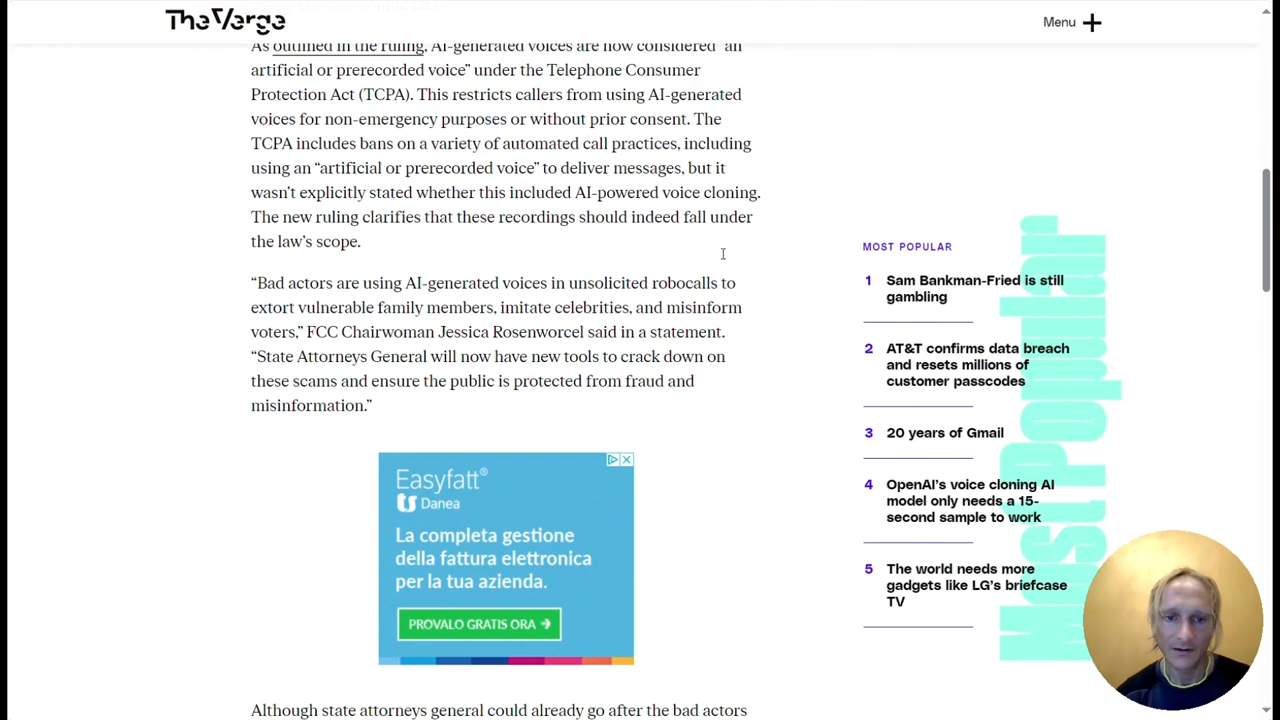 The Verge
Menu
As outlined in the ruling, AI-generated voices are now considered "an
artificial or prerecorded voice” under the Telephone Consumer
Protection Act (TCPA). This restricts callers from using AI-generated
voices for non-emergency purposes or without prior consent. The
TCPA includes bans on a variety of automated call practices, including
using an “artificial or prerecorded voice” to deliver messages, but it
wasn’t explicitly stated whether this included AI-powered voice cloning.
The new ruling clarifies that these recordings should indeed fall under
the law’s scope.
“Bad actors are using AI-generated voices in unsolicited robocalls to
extort vulnerable family members, imitate celebrities, and misinform
voters,” FCC Chairwoman Jessica Rosenworcel said in a statement.
“State Attorneys General will now have new tools to crack down on
these scams and ensure the public is protected from fraud and
misinformation.”
Easyfatt®
Danea
La completa gestione
della fattura elettronica
per la tua azienda.
PROVALO GRATIS ORA
Although state attorneys general could already go after the bad actors
MOST POPULAR
1 Sam Bankman-Fried is still
gambling
2 AT&T confirms data breach
and resets millions of
customer passcodes
3 20 years of Gmail
4 OpenAI’s voice cloning AI
model only needs a 15-
second sample to work
5 The world needs more
gadgets like LG’s briefcase
TV
Most Popular